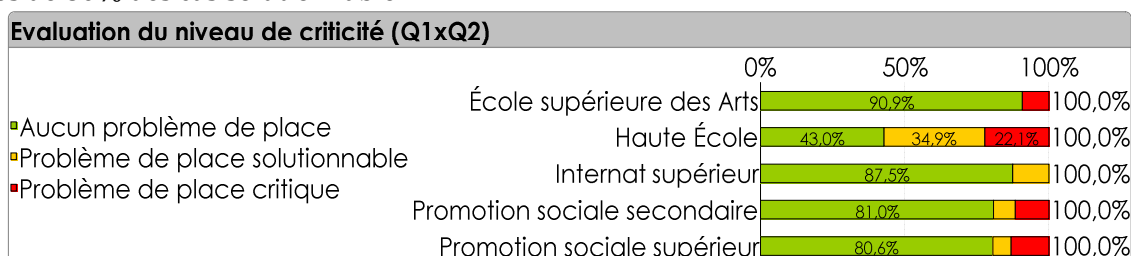 Evaluation du niveau de criticité (Q1xQ2)
0% 50% 100%
École supérieure des Arts 90,9% 100,0%
Aucun problème de place
Haute École 43,0% 34,9% 22,1% 100,0%
Problème de place solutionnable
Internat supérieur 87,5% 100,0%
Problème de place critique
Promotion sociale secondaire 81,0% 100,0%
Promotion sociale supérieur 80,6% 100,0%